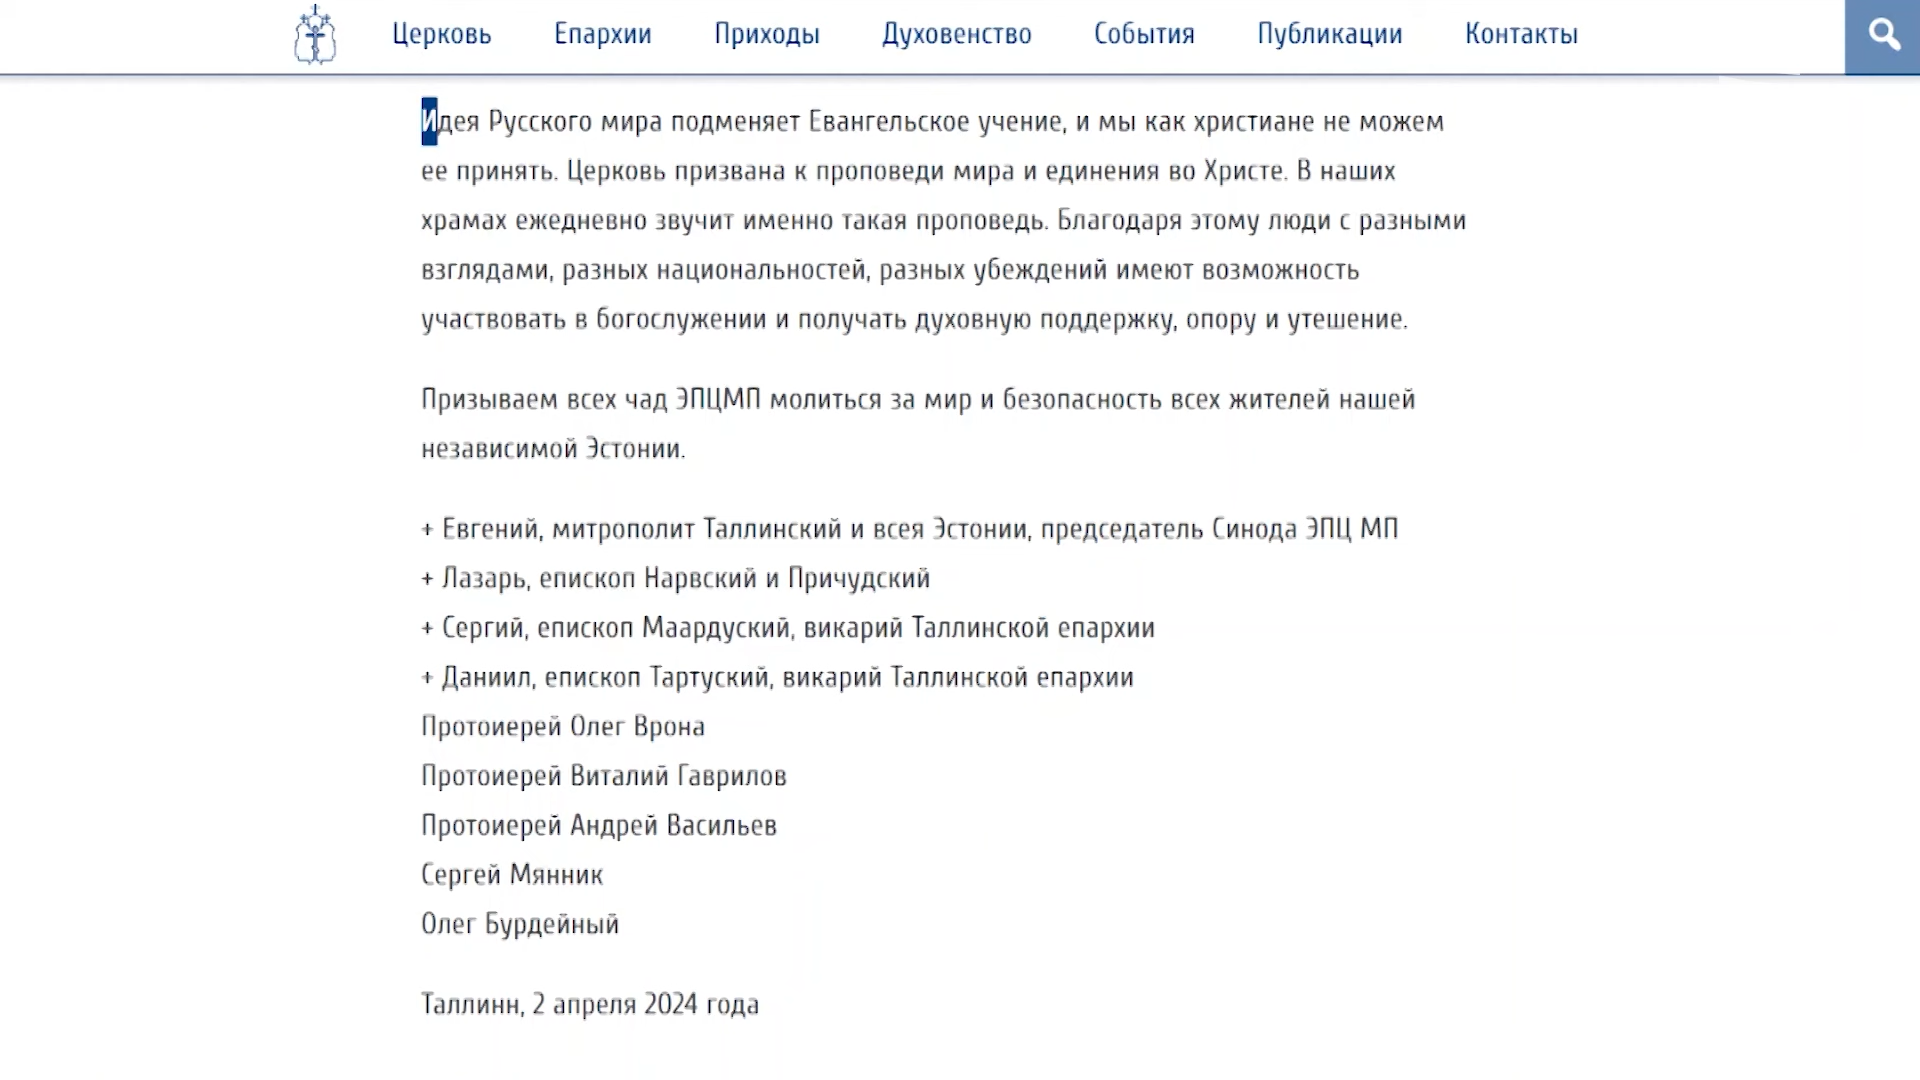 Церковь Епархии Приходы Духовенство События Публикации Контакты
Идея Русского мира подменяет Евангельское учение, и мы как христиане не можем
ее принять. Церковь призвана к проповеди мира и единения во Христе. В наших
храмах ежедневно звучит именно такая проповедь. Благодаря этому люди с разными
взглядами, разных национальностей, разных убеждений имеют возможность
участвовать в богослужении и получать духовную поддержку, опору и утешение.
Призываем всех чад ЭПЦМП молиться за мир и безопасность всех жителей нашей
независимой Эстонии.
+ Евгений, митрополит Таллинский и всея Эстонии, председатель Синода ЭПЦ МП
+ Лазарь, епископ Нарвский и Причудский
+ Сергий, епископ Маардуский, викарий Таллинской епархии
+ Даниил, епископ Тартуский, викарий Таллинской епархии
Протоиерей Олег Врона
Протоиерей Виталий Гаврилов
Протоиерей Андрей Васильев
Сергей Мянник
Олег Бурдейный
Таллинн, 2 апреля 2024 года